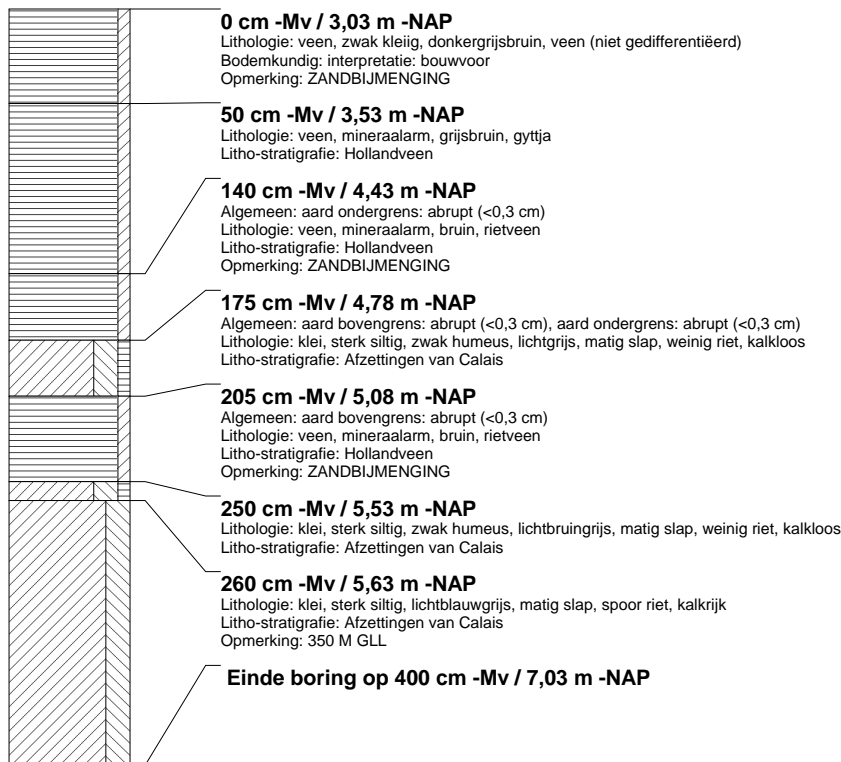 0 cm -Mv / 3,03 m -NAP
Lithologie: veen, zwak kleiig, donkergrijsbruin, veen (niet gedifferentiëerd)
Bodemkundig: interpretatie: bouwvoor
Opmerking: ZANDBIJMENGING
50 cm -Mv / 3,53 m -NAP
Lithologie: veen, mineraalarm, grijsbruin, gyttja
Litho-stratigrafie: Hollandveen
140 cm -Mv / 4,43 m -NAP
Algemeen: aard ondergrens: abrupt (<0,3 cm)
Lithologie: veen, mineraalarm, bruin, rietveen
Litho-stratigrafie: Hollandveen
Opmerking: ZANDBIJMENGING
175 cm -Mv / 4,78 m -NAP
Algemeen: aard bovengrens: abrupt (<0,3 cm), aard ondergrens: abrupt (<0,3 cm)
Lithologie: klei, sterk siltig, zwak humeus, lichtgrijs, matig slap, weinig riet, kalkloos
Litho-stratigrafie: Afzettingen van Calais
205 cm -Mv / 5,08 m -NAP
Algemeen: aard bovengrens: abrupt (<0,3 cm)
Lithologie: veen, mineraalarm, bruin, rietveen
Litho-stratigrafie: Hollandveen
Opmerking: ZANDBIJMENGING
250 cm -Mv / 5,53 m -NAP
Lithologie: klei, sterk siltig, zwak humeus, lichtbruingrijs, matig slap, weinig riet, kalkloos
Litho-stratigrafie: Afzettingen van Calais
260 cm -Mv / 5,63 m -NAP
Lithologie: klei, sterk siltig, lichtblauwgrijs, matig slap, spoor riet, kalkrijk
Litho-stratigrafie: Afzettingen van Calais
Opmerking: 350 M GLL
Einde boring op 400 cm -Mv / 7,03 m -NAP